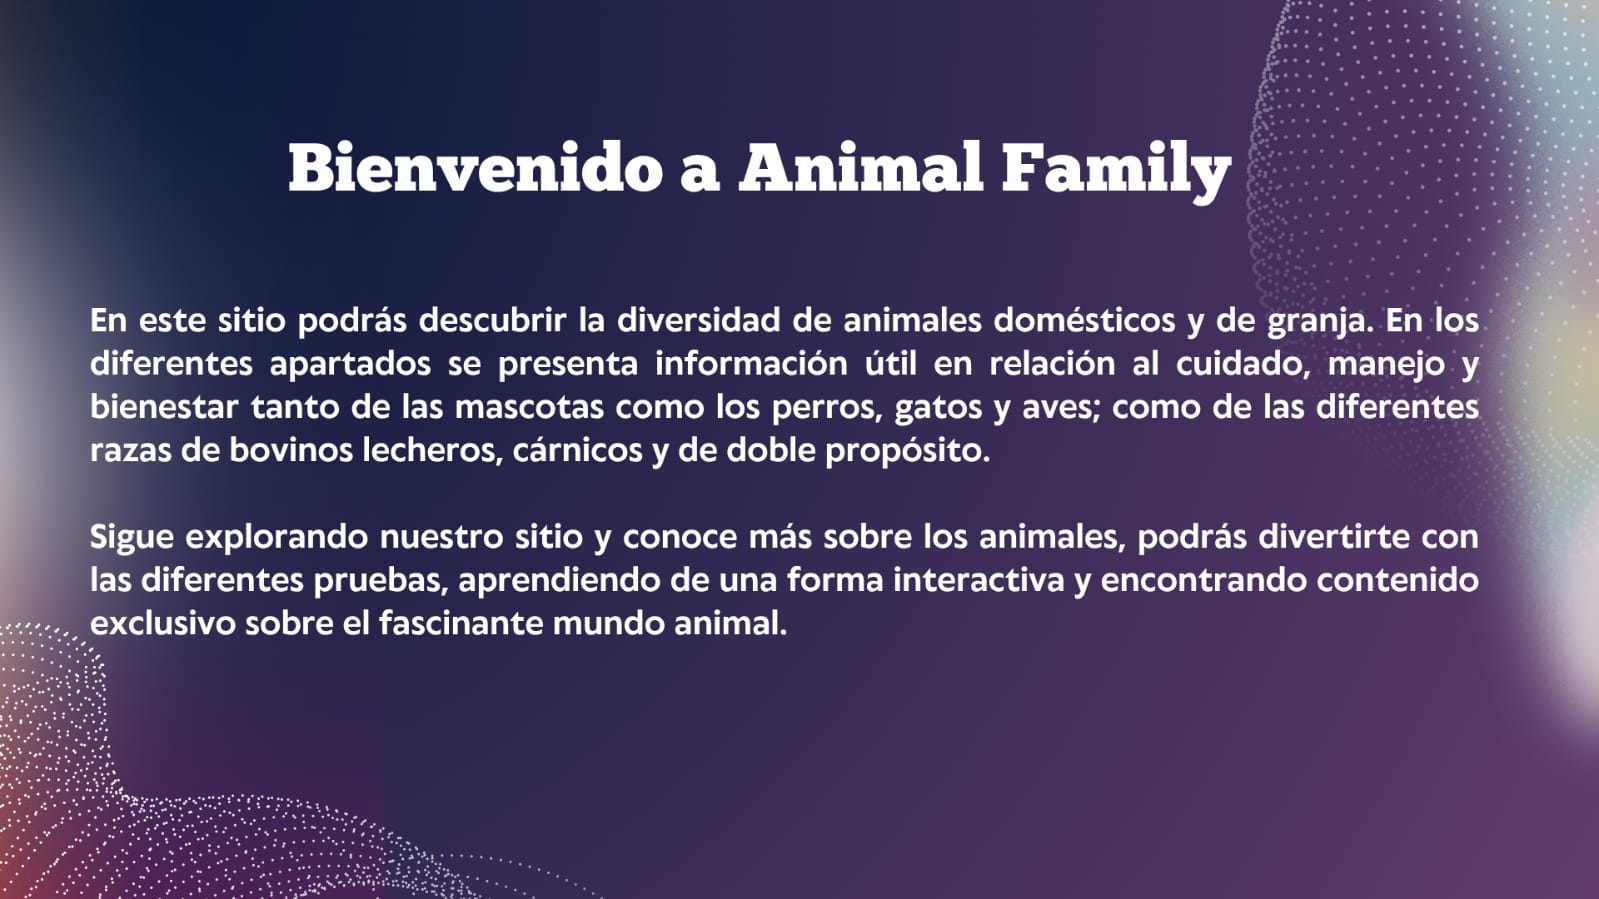 Bienvenido a Animal Family
En este sitio podrás descubrir la diversidad de animales domésticos y de granja. En los
diferentes apartados se presenta información útil en relación al cuidado, manejo y
bienestar tanto de las mascotas como los perros, gatos y aves; como de las diferentes
razas de bovinos lecheros, cárnicos y de doble propósito.
Sigue explorando nuestro sitio y conoce más sobre los animales, podrás divertirte con
las diferentes pruebas, aprendiendo de una forma interactiva y encontrando contenido
exclusivo sobre el fascinante mundo animal.